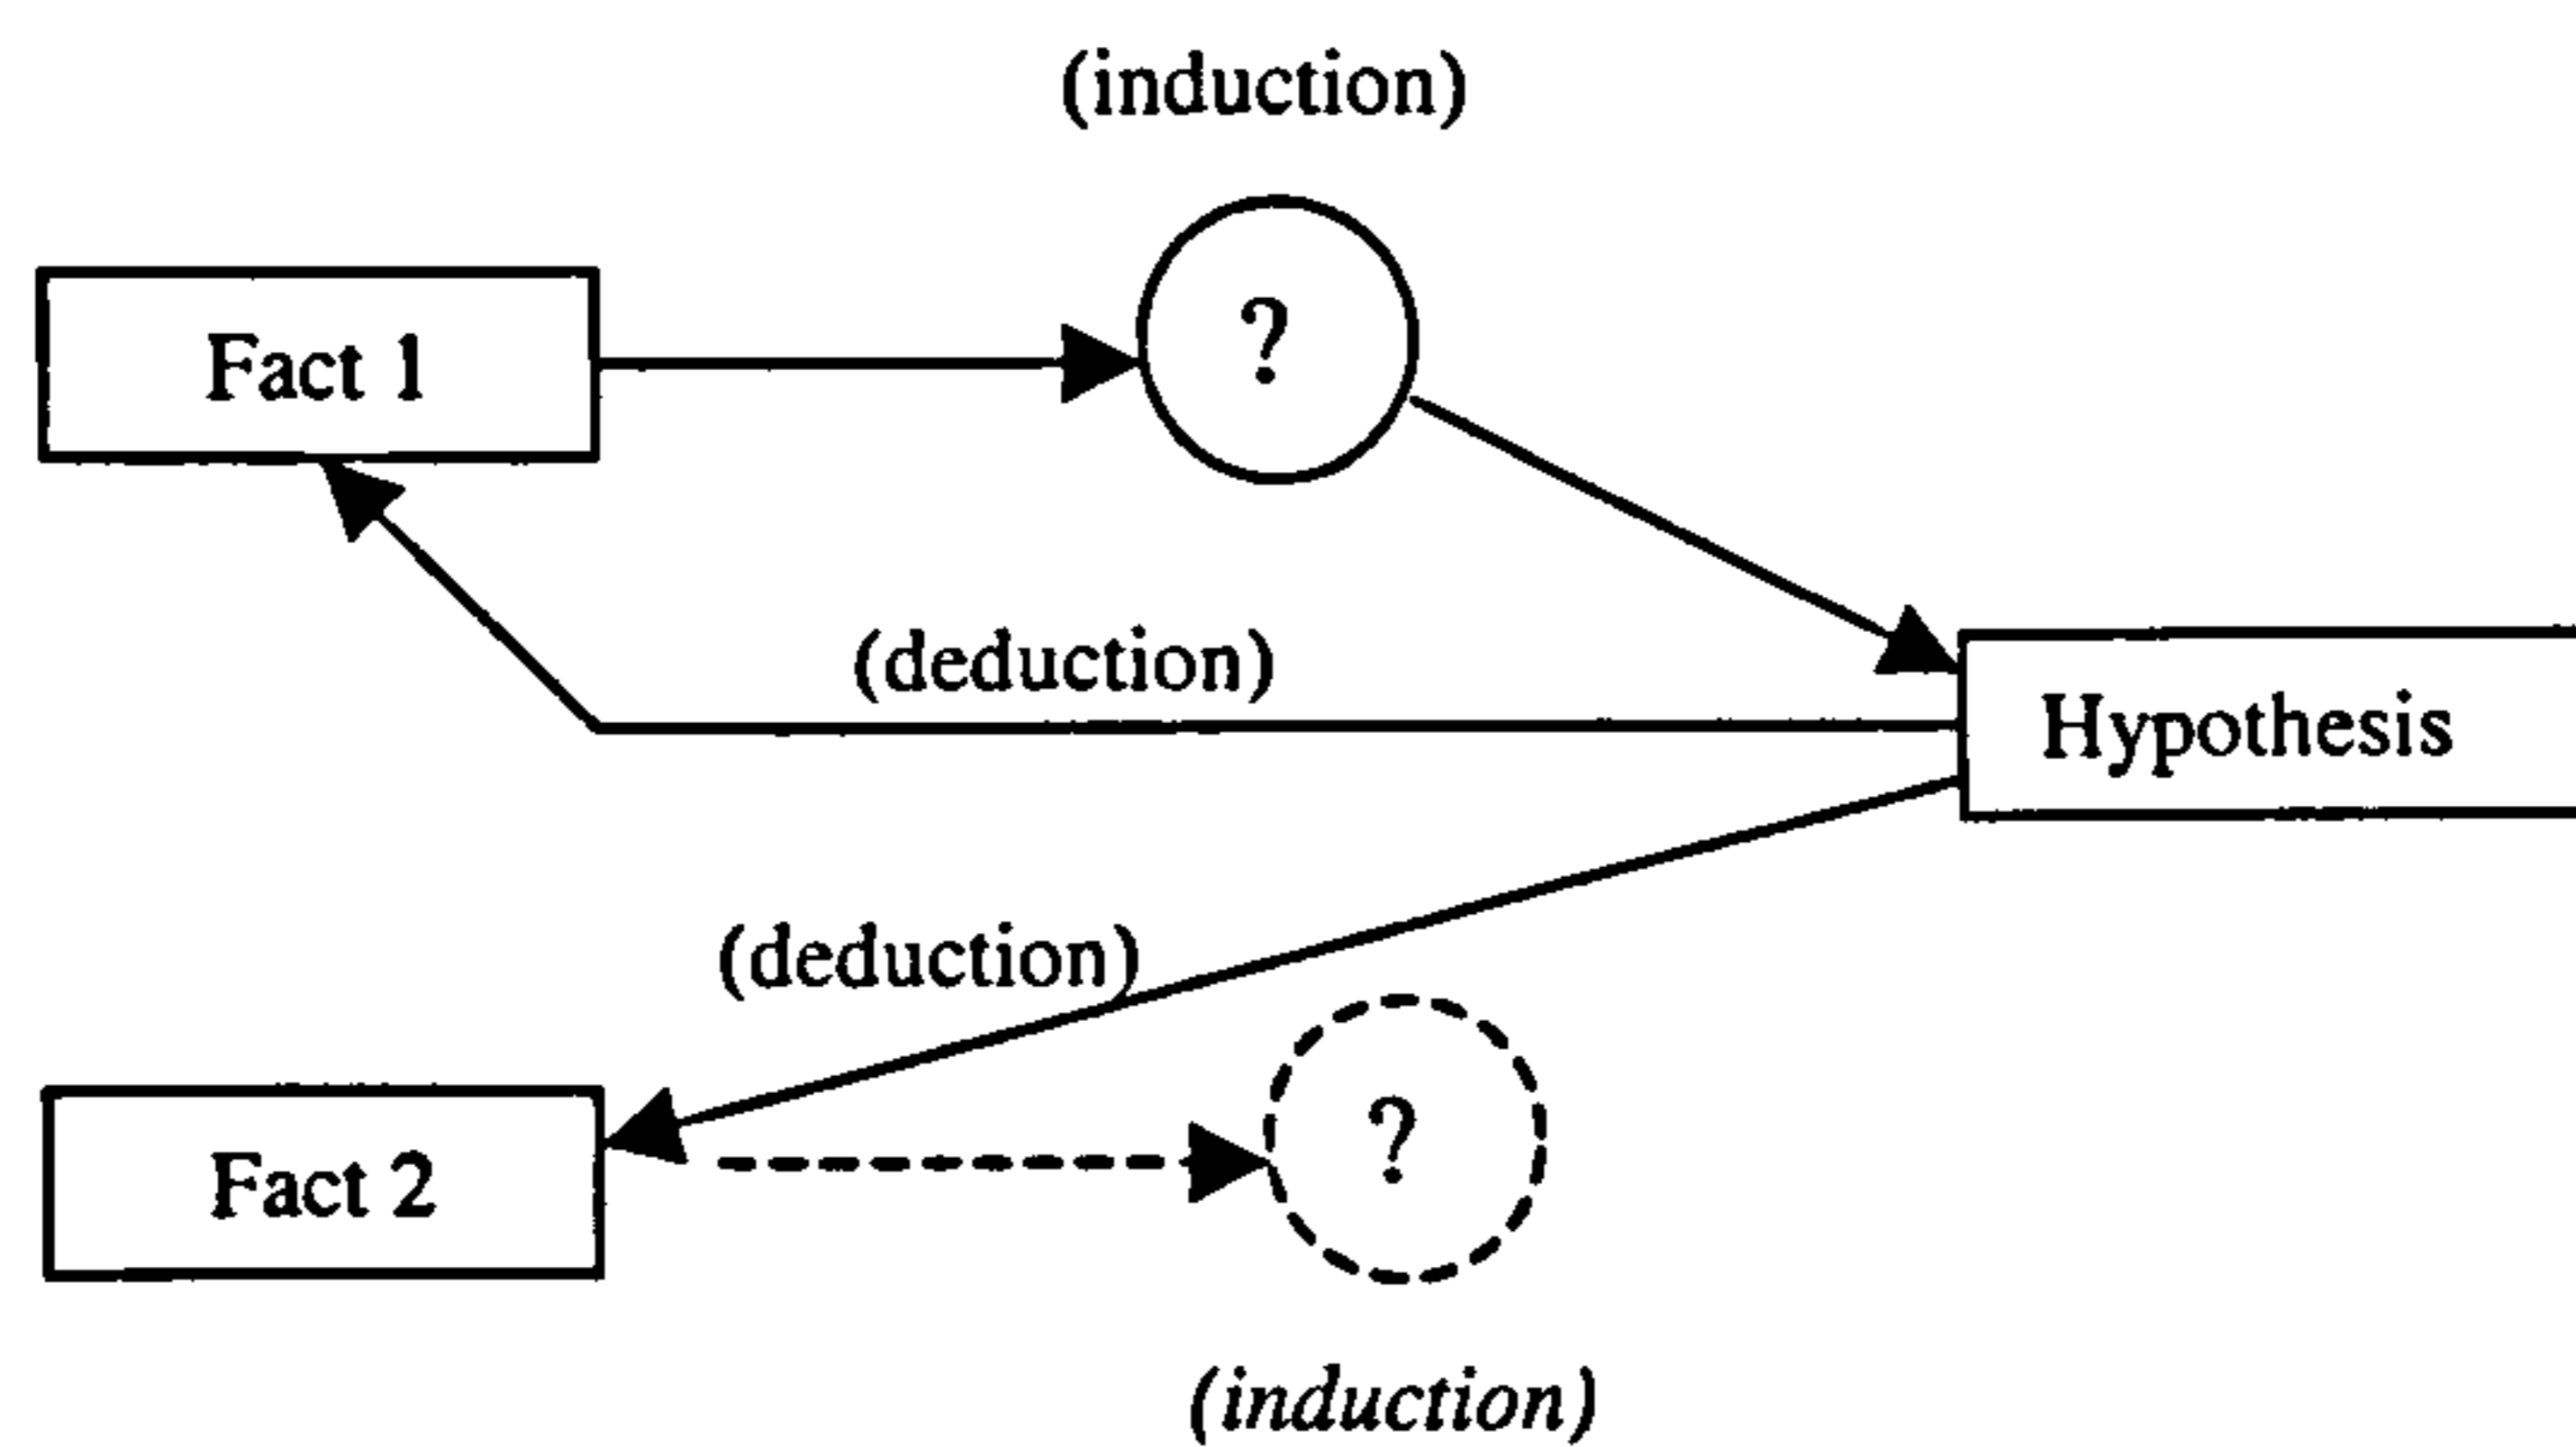 (induction)
?
Fact 1
(deduction)
Hypothesis
(deduction)
?
Fact 2
(induction)